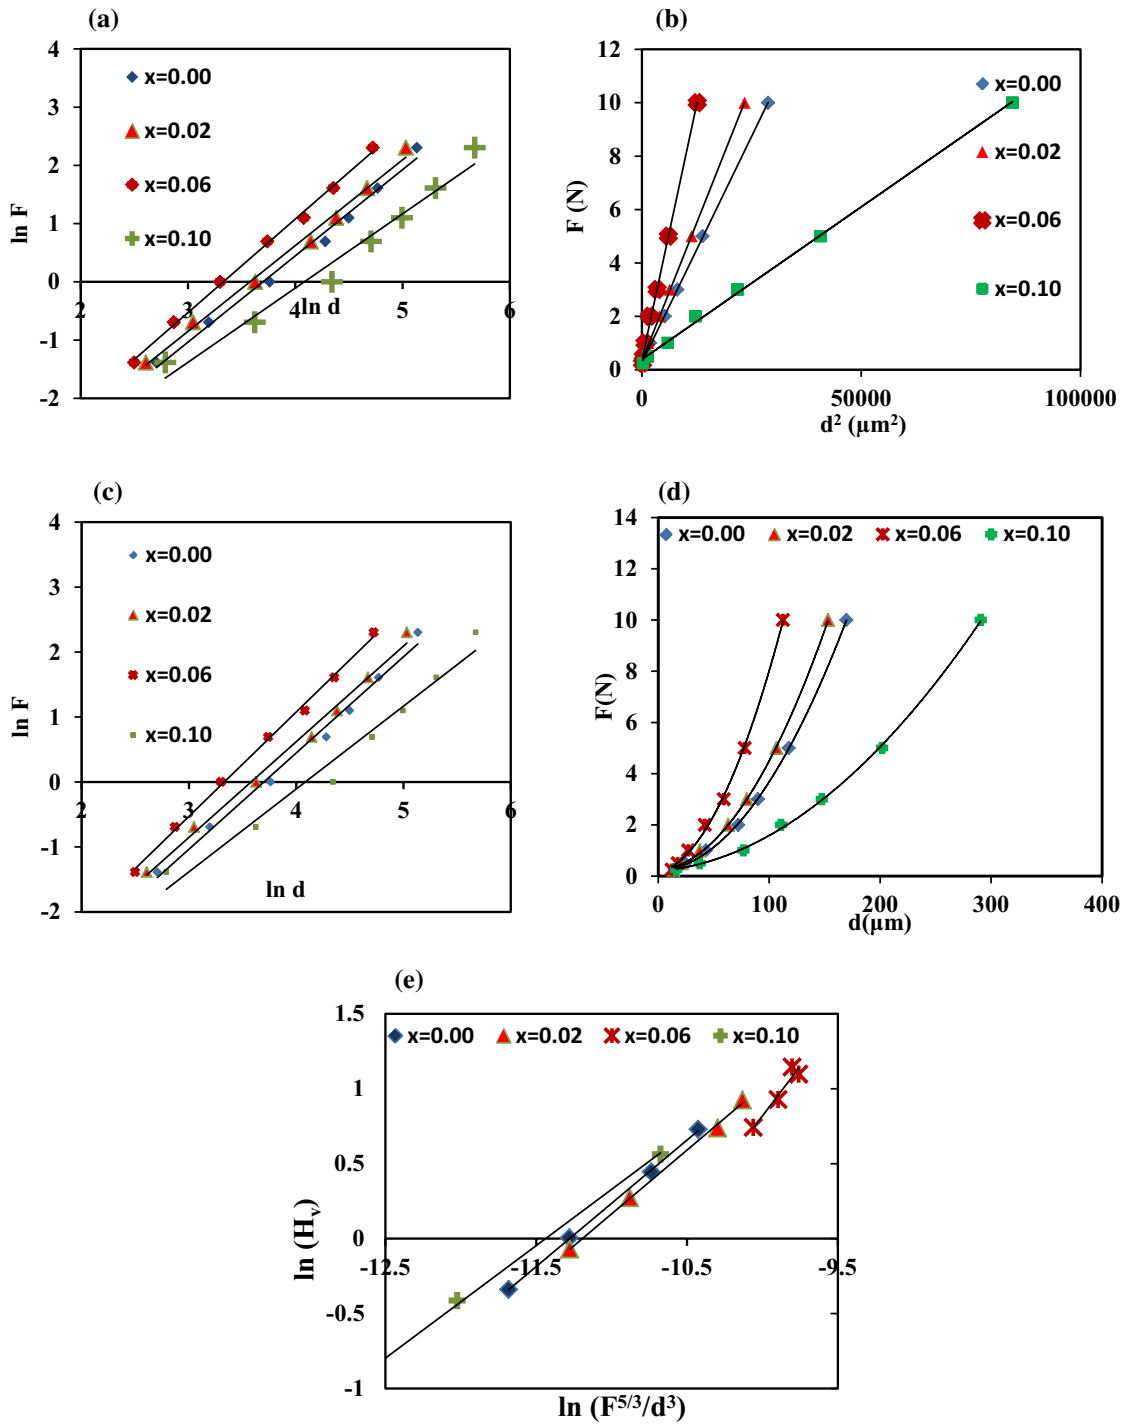 (a)
4
3
2
1
0
-1
-2
2
3
4
5
6
ln F
ln d
x=0.00
x=0.02
x=0.06
x=0.10
(b)
12
10
8
6
4
2
0
0
50000
100000
F (N)
d² (µm²)
x=0.00
x=0.02
x=0.06
x=0.10
(c)
4
3
2
1
0
-1
-2
2
3
4
5
6
ln F
ln d
x=0.00
x=0.02
x=0.06
x=0.10
(d)
14
12
10
8
6
4
2
0
0
100
200
300
400
F(N)
d(µm)
x=0.00 x=0.02 x=0.06 x=0.10
(e)
1.5
1
0.5
0
-0.5
-1
-12.5
-11.5
-10.5
-9.5
ln (Hᵥ)
ln (F⁵ᐟ³/d³)
x=0.00 x=0.02 x=0.06 x=0.10